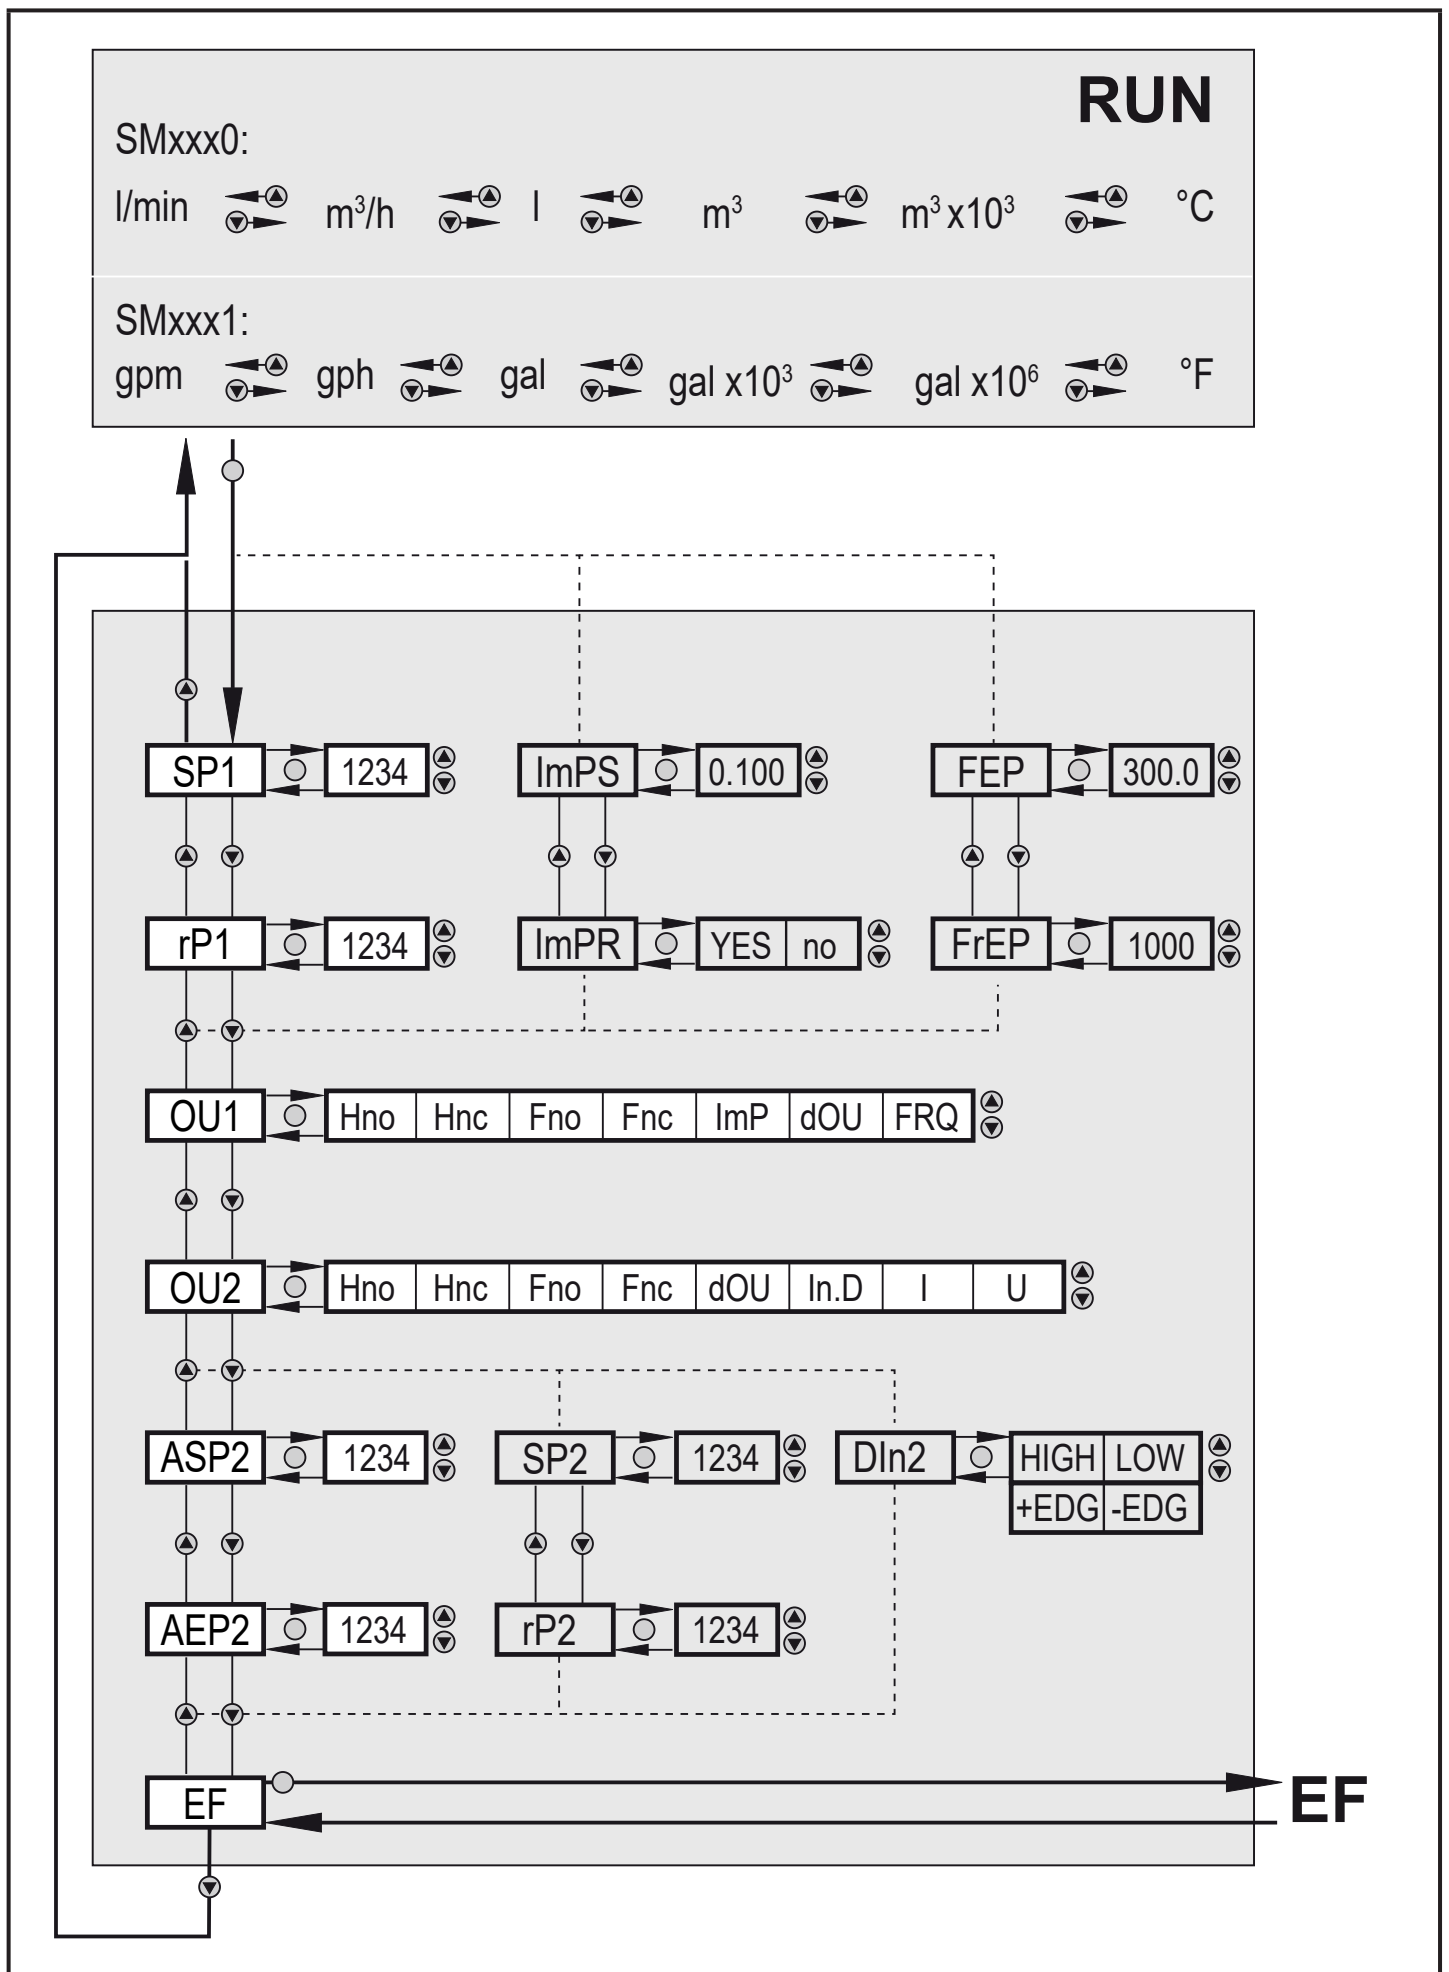 RUN
SMxxx0:
l/min m³/h l m³ m³ x10³ °C
SMxxx1:
gpm gph gal gal x10³ gal x10⁶ °F
SP1 1234 ImPS 0.100 FEP 300.0
rP1 1234 ImPR YES no FrEP 1000
OU1 Hno Hnc Fno Fnc ImP dOU FRQ
OU2 Hno Hnc Fno Fnc dOU In.D I U
ASP2 1234 SP2 1234 DIn2 HIGH LOW
+EDG -EDG
AEP2 1234 rP2 1234
EF EF